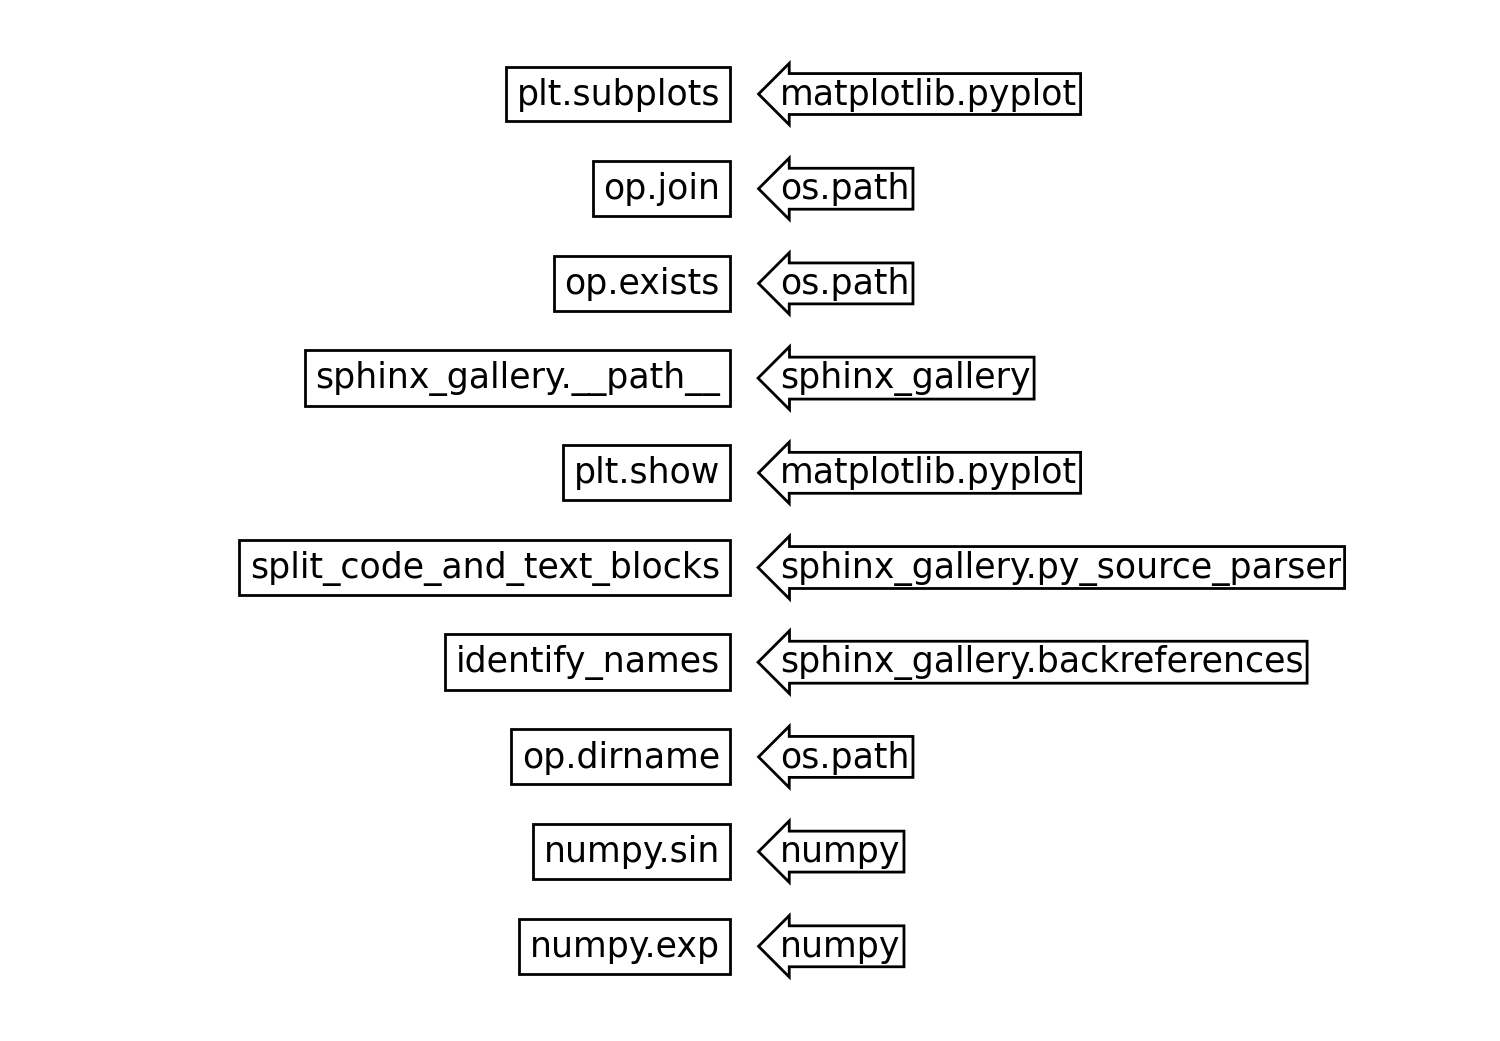 plt.subplots matplotlib.pyplot
op.join os.path
op.exists os.path
sphinx_gallery.__path__ sphinx_gallery
plt.show matplotlib.pyplot
split_code_and_text_blocks sphinx_gallery.py_source_parser
identify_names sphinx_gallery.backreferences
op.dirname os.path
numpy.sin numpy
numpy.exp numpy